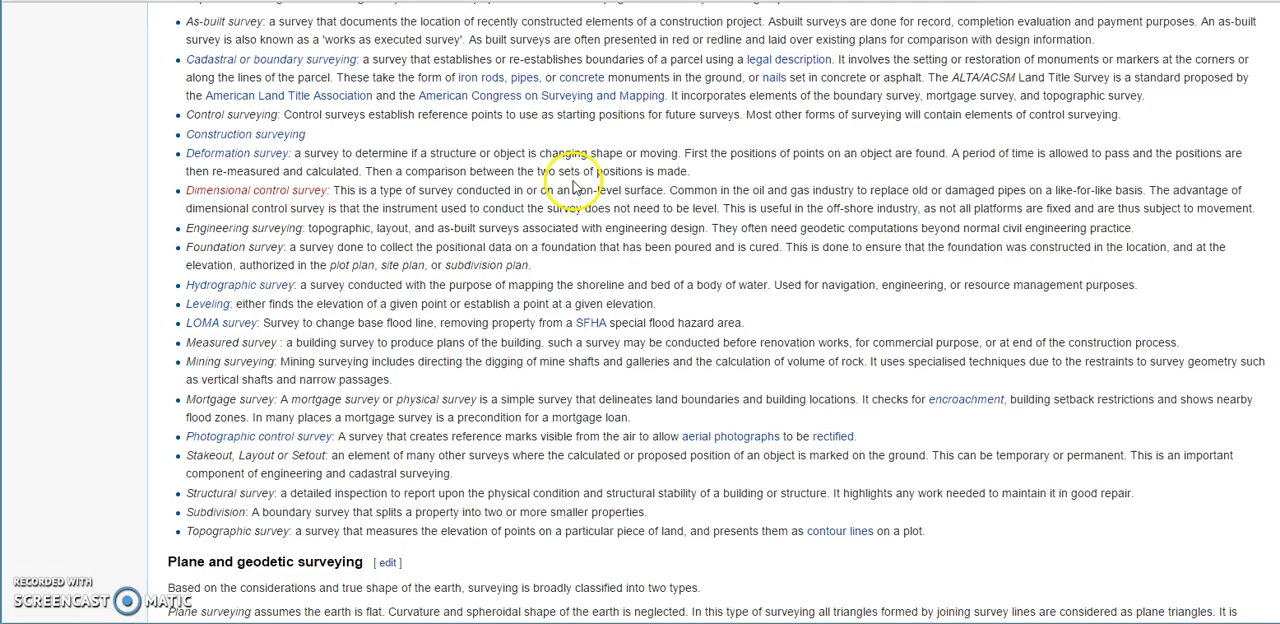 As-built survey: a survey that documents the location of recently constructed elements of a construction project. Asbuilt surveys are done for record, completion evaluation and payment purposes. An as-built
survey is also known as a 'works as executed survey'. As built surveys are often presented in red or redline and laid over existing plans for comparison with design information.
Cadastral or boundary surveying: a survey that establishes or re-establishes boundaries of a parcel using a legal description. It involves the setting or restoration of monuments or markers at the corners or
along the lines of the parcel. These take the form of iron rods, pipes, or concrete monuments in the ground, or nails set in concrete or asphalt. The ALTA/ACSM Land Title Survey is a standard proposed by
the American Land Title Association and the American Congress on Surveying and Mapping. It incorporates elements of the boundary survey, mortgage survey, and topographic survey.
Control surveying: Control surveys establish reference points to use as starting positions for future surveys. Most other forms of surveying will contain elements of control surveying.
Construction surveying
Deformation survey: a survey to determine if a structure or object is changing shape or moving. First the positions of points on an object are found. A period of time is allowed to pass and the positions are
then re-measured and calculated. Then a comparison between the two sets of positions is made.
Dimensional control survey: This is a type of survey conducted in or on an non-level surface. Common in the oil and gas industry to replace old or damaged pipes on a like-for-like basis. The advantage of
dimensional control survey is that the instrument used to conduct the survey does not need to be level. This is useful in the off-shore industry, as not all platforms are fixed and are thus subject to movement.
Engineering surveying: topographic, layout, and as-built surveys associated with engineering design. They often need geodetic computations beyond normal civil engineering practice.
Foundation survey: a survey done to collect the positional data on a foundation that has been poured and is cured. This is done to ensure that the foundation was constructed in the location, and at the
elevation, authorized in the plot plan, site plan, or subdivision plan.
Hydrographic survey: a survey conducted with the purpose of mapping the shoreline and bed of a body of water. Used for navigation, engineering, or resource management purposes.
Leveling: either finds the elevation of a given point or establish a point at a given elevation.
LOMA survey: Survey to change base flood line, removing property from a SFHA special flood hazard area.
Measured survey : a building survey to produce plans of the building. such a survey may be conducted before renovation works, for commercial purpose, or at end of the construction process.
Mining surveying: Mining surveying includes directing the digging of mine shafts and galleries and the calculation of volume of rock. It uses specialised techniques due to the restraints to survey geometry such
as vertical shafts and narrow passages.
Mortgage survey: A mortgage survey or physical survey is a simple survey that delineates land boundaries and building locations. It checks for encroachment, building setback restrictions and shows nearby
flood zones. In many places a mortgage survey is a precondition for a mortgage loan.
Photographic control survey: A survey that creates reference marks visible from the air to allow aerial photographs to be rectified.
Stakeout, Layout or Setout: an element of many other surveys where the calculated or proposed position of an object is marked on the ground. This can be temporary or permanent. This is an important
component of engineering and cadastral surveying.
Structural survey: a detailed inspection to report upon the physical condition and structural stability of a building or structure. It highlights any work needed to maintain it in good repair.
Subdivision: A boundary survey that splits a property into two or more smaller properties.
Topographic survey: a survey that measures the elevation of points on a particular piece of land, and presents them as contour lines on a plot.
Plane and geodetic surveying [ edit ]
Based on the considerations and true shape of the earth, surveying is broadly classified into two types.
Plane surveying assumes the earth is flat. Curvature and spheroidal shape of the earth is neglected. In this type of surveying all triangles formed by joining survey lines are considered as plane triangles. It is
RECORDED WITH
SCREENCAST MATIC